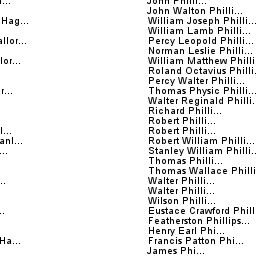 John Philli...
John Walton Philli...
Hag... William Joseph Philli...
William Lamb Philli...
allor... Percy Leopold Philli...
Norman Leslie Philli...
lor... William Matthew Philli
Roland Octavius Philli.
Percy Walter Philli...
r... Thomas Physic Philli...
Walter Reginald Philli.
Richard Philli...
Robert Philli...
l... Robert Philli...
anl... Robert William Philli...
... Stanley William Philli..
Thomas Philli...
Thomas Wallace Philli
.. Walter Philli...
Walter Philli...
Wilson Philli...
.. Eustace Crawford Phill
Featherston Phillips...
Henry Earl Phi...
Ha... Francis Patton Phi...
James Phi...